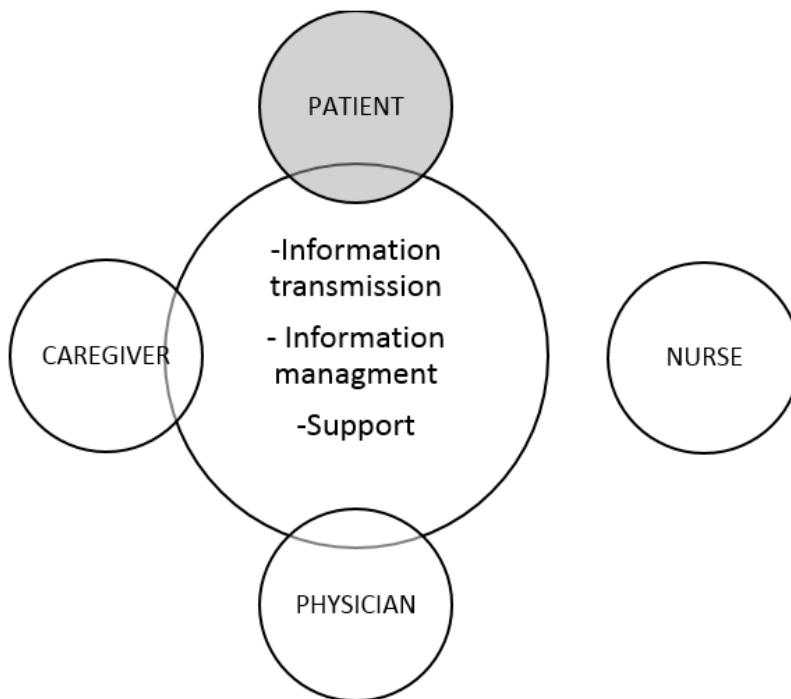 PATIENT
-Information
transmission
- Information
managment
-Support
CAREGIVER
NURSE
PHYSICIAN